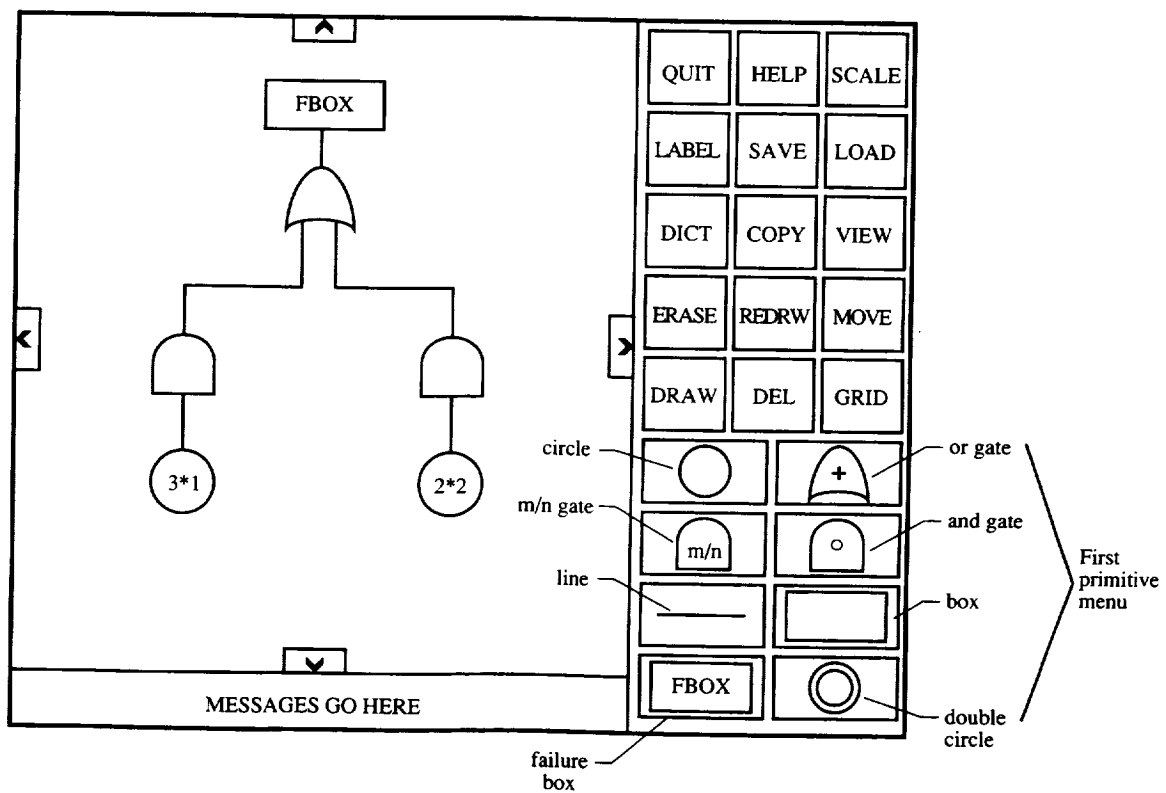 FBOX
3*1
2*2
MESSAGES GO HERE
QUIT HELP SCALE
LABEL SAVE LOAD
DICT COPY VIEW
ERASE REDRW MOVE
DRAW DEL GRID
circle
+
or gate
m/n gate
m/n
and gate
line
box
FBOX
failure
box
double
circle
First
primitive
menu